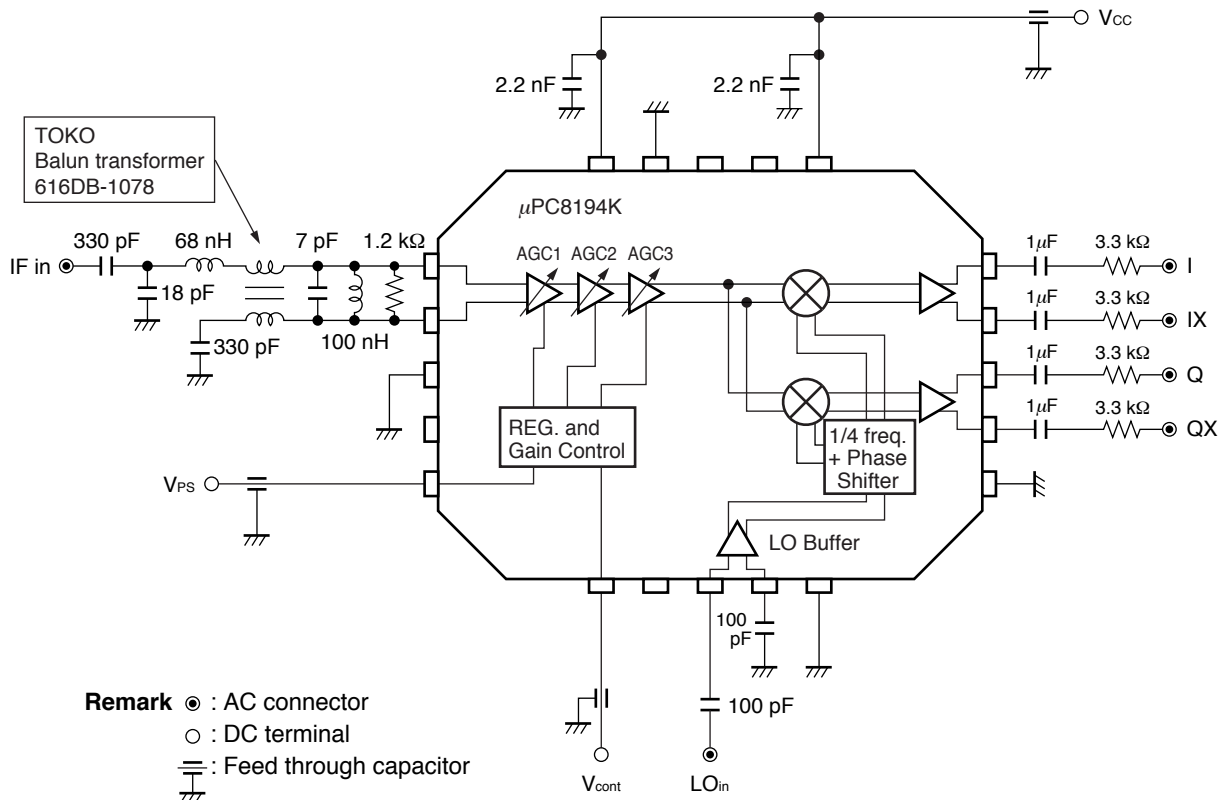 VCC
2.2 nF
2.2 nF
TOKO
Balun transformer
616DB-1078
μPC8194K
330 pF
68 nH
7 pF
1.2 kΩ
AGC1
AGC2
AGC3
1μF
3.3 kΩ
I
IF in
18 pF
1μF
3.3 kΩ
IX
330 pF
100 nH
1μF
3.3 kΩ
Q
REG. and
Gain Control
1/4 freq.
+ Phase
Shifter
1μF
3.3 kΩ
QX
VPS
LO Buffer
100
pF
100 pF
Remark : AC connector
: DC terminal
: Feed through capacitor
Vcont
LOin